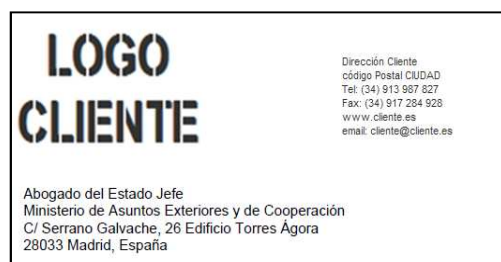 LOGO
CLIENTE
Dirección Cliente
código Postal CIUDAD
Tel: (34) 913 987 827
Fax: (34) 917 284 928
www.cliente.es
email: cliente@cliente.es
Abogado del Estado Jefe
Ministerio de Asuntos Exteriores y de Cooperación
C/ Serrano Galvache, 26 Edificio Torres Ágora
28033 Madrid, España